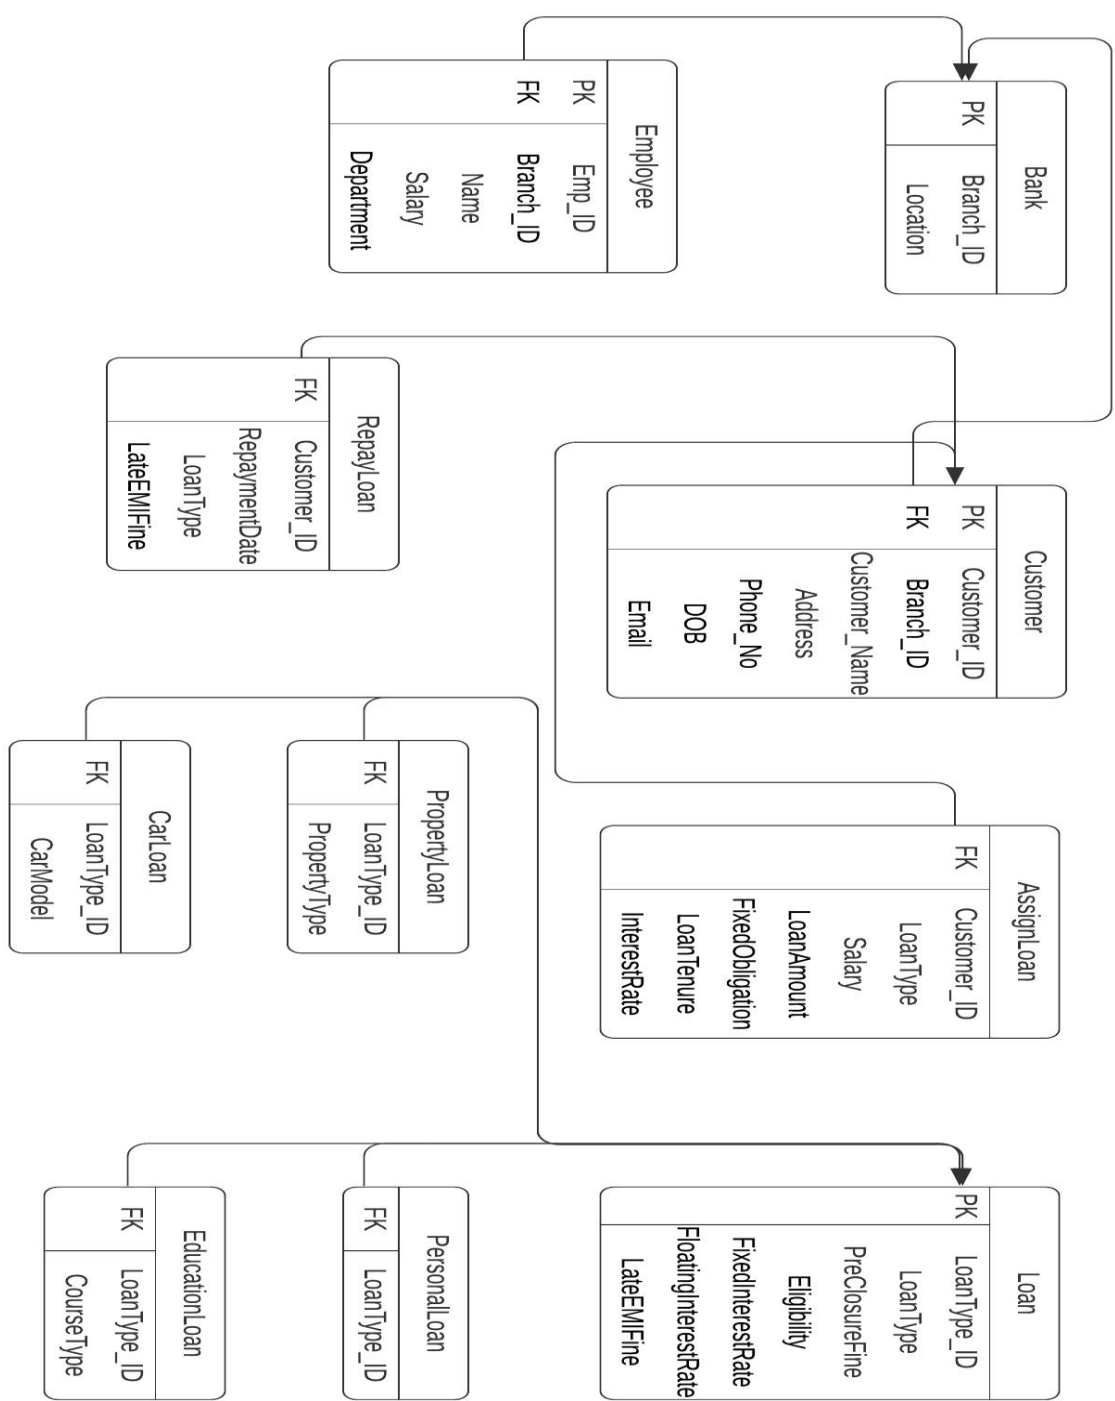 Bank
PK Branch_ID
Location
Employee
PK Emp_ID
FK Branch_ID
Name
Salary
Department
Customer
PK Customer_ID
FK Branch_ID
Customer_Name
Address
Phone_No
DOB
Email
RepayLoan
FK Customer_ID
RepaymentDate
LoanType
LateEMIFine
AssignLoan
FK Customer_ID
LoanType
Salary
LoanAmount
FixedObligation
LoanTenure
InterestRate
PropertyLoan
FK LoanType_ID
PropertyType
CarLoan
FK LoanType_ID
CarModel
Loan
PK LoanType_ID
LoanType
PreClosureFine
Eligibility
FixedInterestRate
FloatingInterestRate
LateEMIFine
PersonalLoan
FK LoanType_ID
EducationLoan
FK LoanType_ID
CourseType